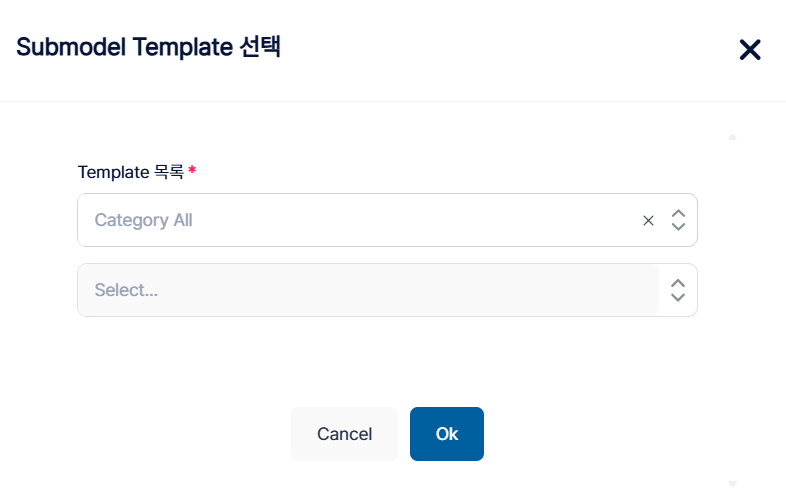 Submodel Template 선택
Template 목록 *
Category All
Select...
Cancel
Ok